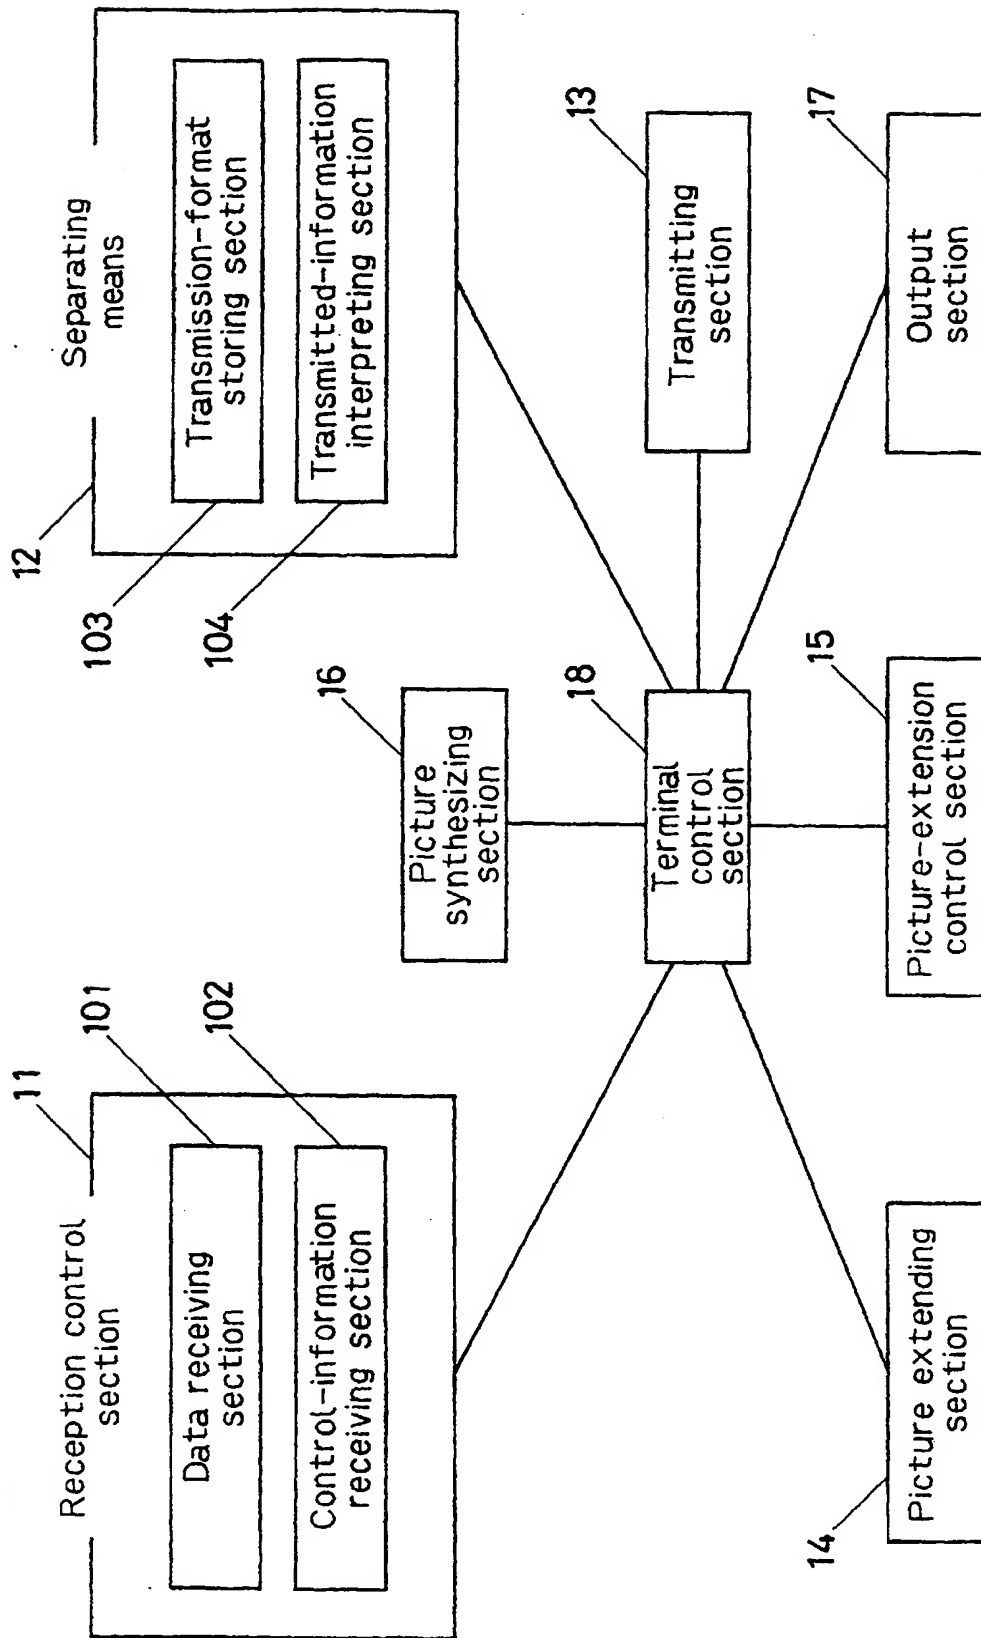 Reception control
section
11
Data receiving
section
101
Control-information
receiving section
102
Separating
means
12
Transmission-format
storing section
103
Transmitted-information
interpreting section
104
Picture
synthesizing
section
16
Terminal
control
section
18
Transmitting
section
13
Picture extending
section
14
Picture-extension
control section
15
Output
section
17